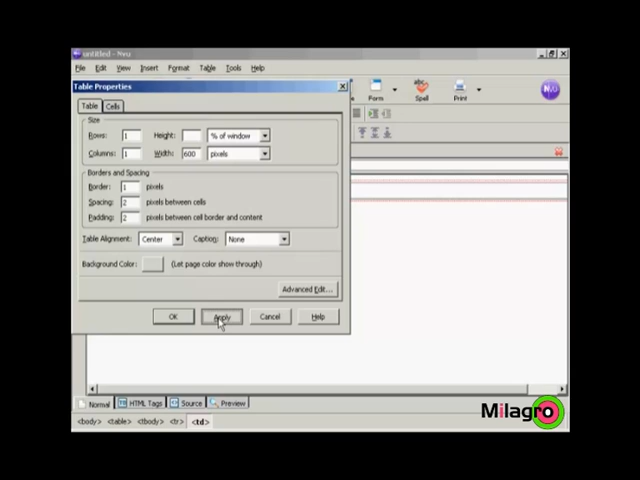 untitled - Nvu
File Edit View Insert Format Table Tools Help
Table Properties
Form Spell Print
Table Cells
Size
Rows: 1 Height: % of window
Columns: 1 Width: 600 pixels
Borders and Spacing
Border: 1 pixels
Spacing: 2 pixels between cells
Padding: 2 pixels between cell border and content
Table Alignment: Center Caption: None
Background Color: (Let page color show through)
Advanced Edit...
OK Apply Cancel Help
Normal HTML Tags Source Preview
Milagro
<body> <table> <tbody> <tr> <td>